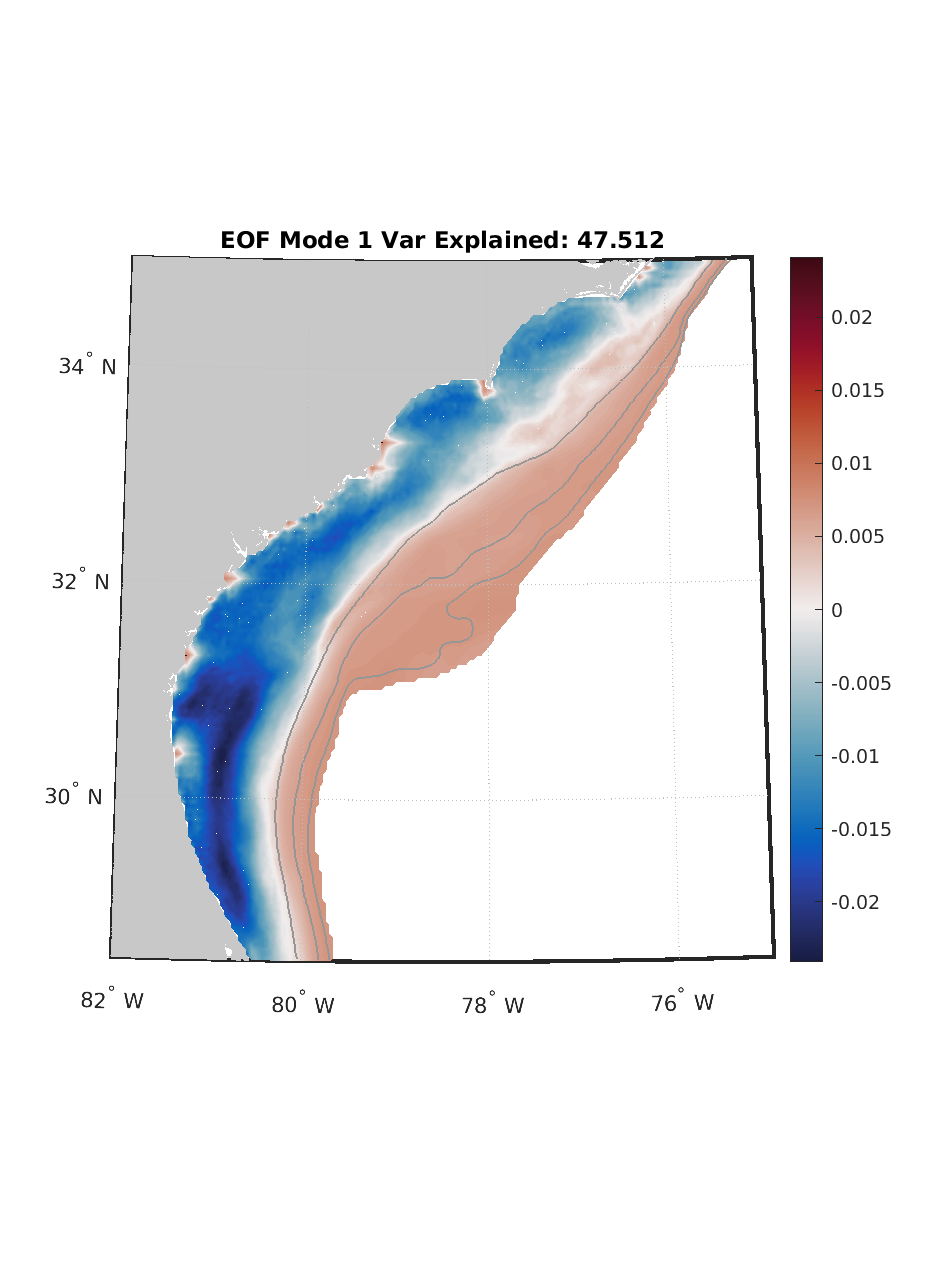 EOF Mode 1 Var Explained: 47.512
34° N
32° N
30° N
82° W
80° W
78° W
76° W
0.02
0.015
0.01
0.005
0
-0.005
-0.01
-0.015
-0.02